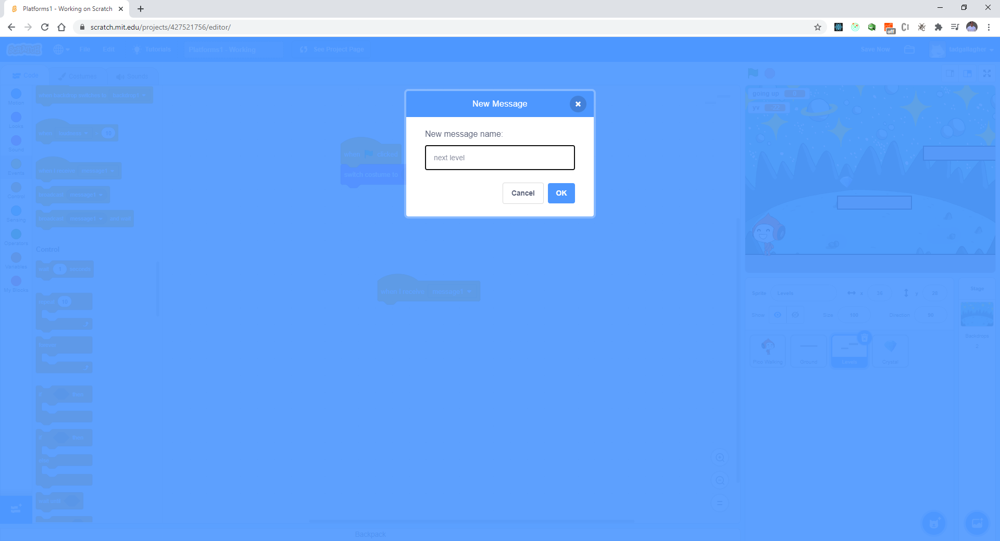 Platforms1 - Working on Scratch
scratch.mit.edu/projects/427521756/editor/
off
File Edit Tutorials Platforms1 - Working See Project Page Save Now tadgallagher
Code Costumes Sounds
Motion
Looks
Sound
Events
Control
Sensing
Operators
Variables
My Blocks
when backdrop switches to backdrop1
when loudness > 10
when I receive message1
broadcast message1
broadcast message1 and wait
Control
wait 1 seconds
repeat 10
forever
if then
if then
else
wait until
when clicked
switch costume to
when I receive message1
New Message
New message name:
next level
Cancel OK
going up 0
yv -22
Sprite Levels x 36 y 28
Show Size 100 Direction 90
Pico Walking Ground Levels Crystal
Stage
Backdrops
2
Backpack